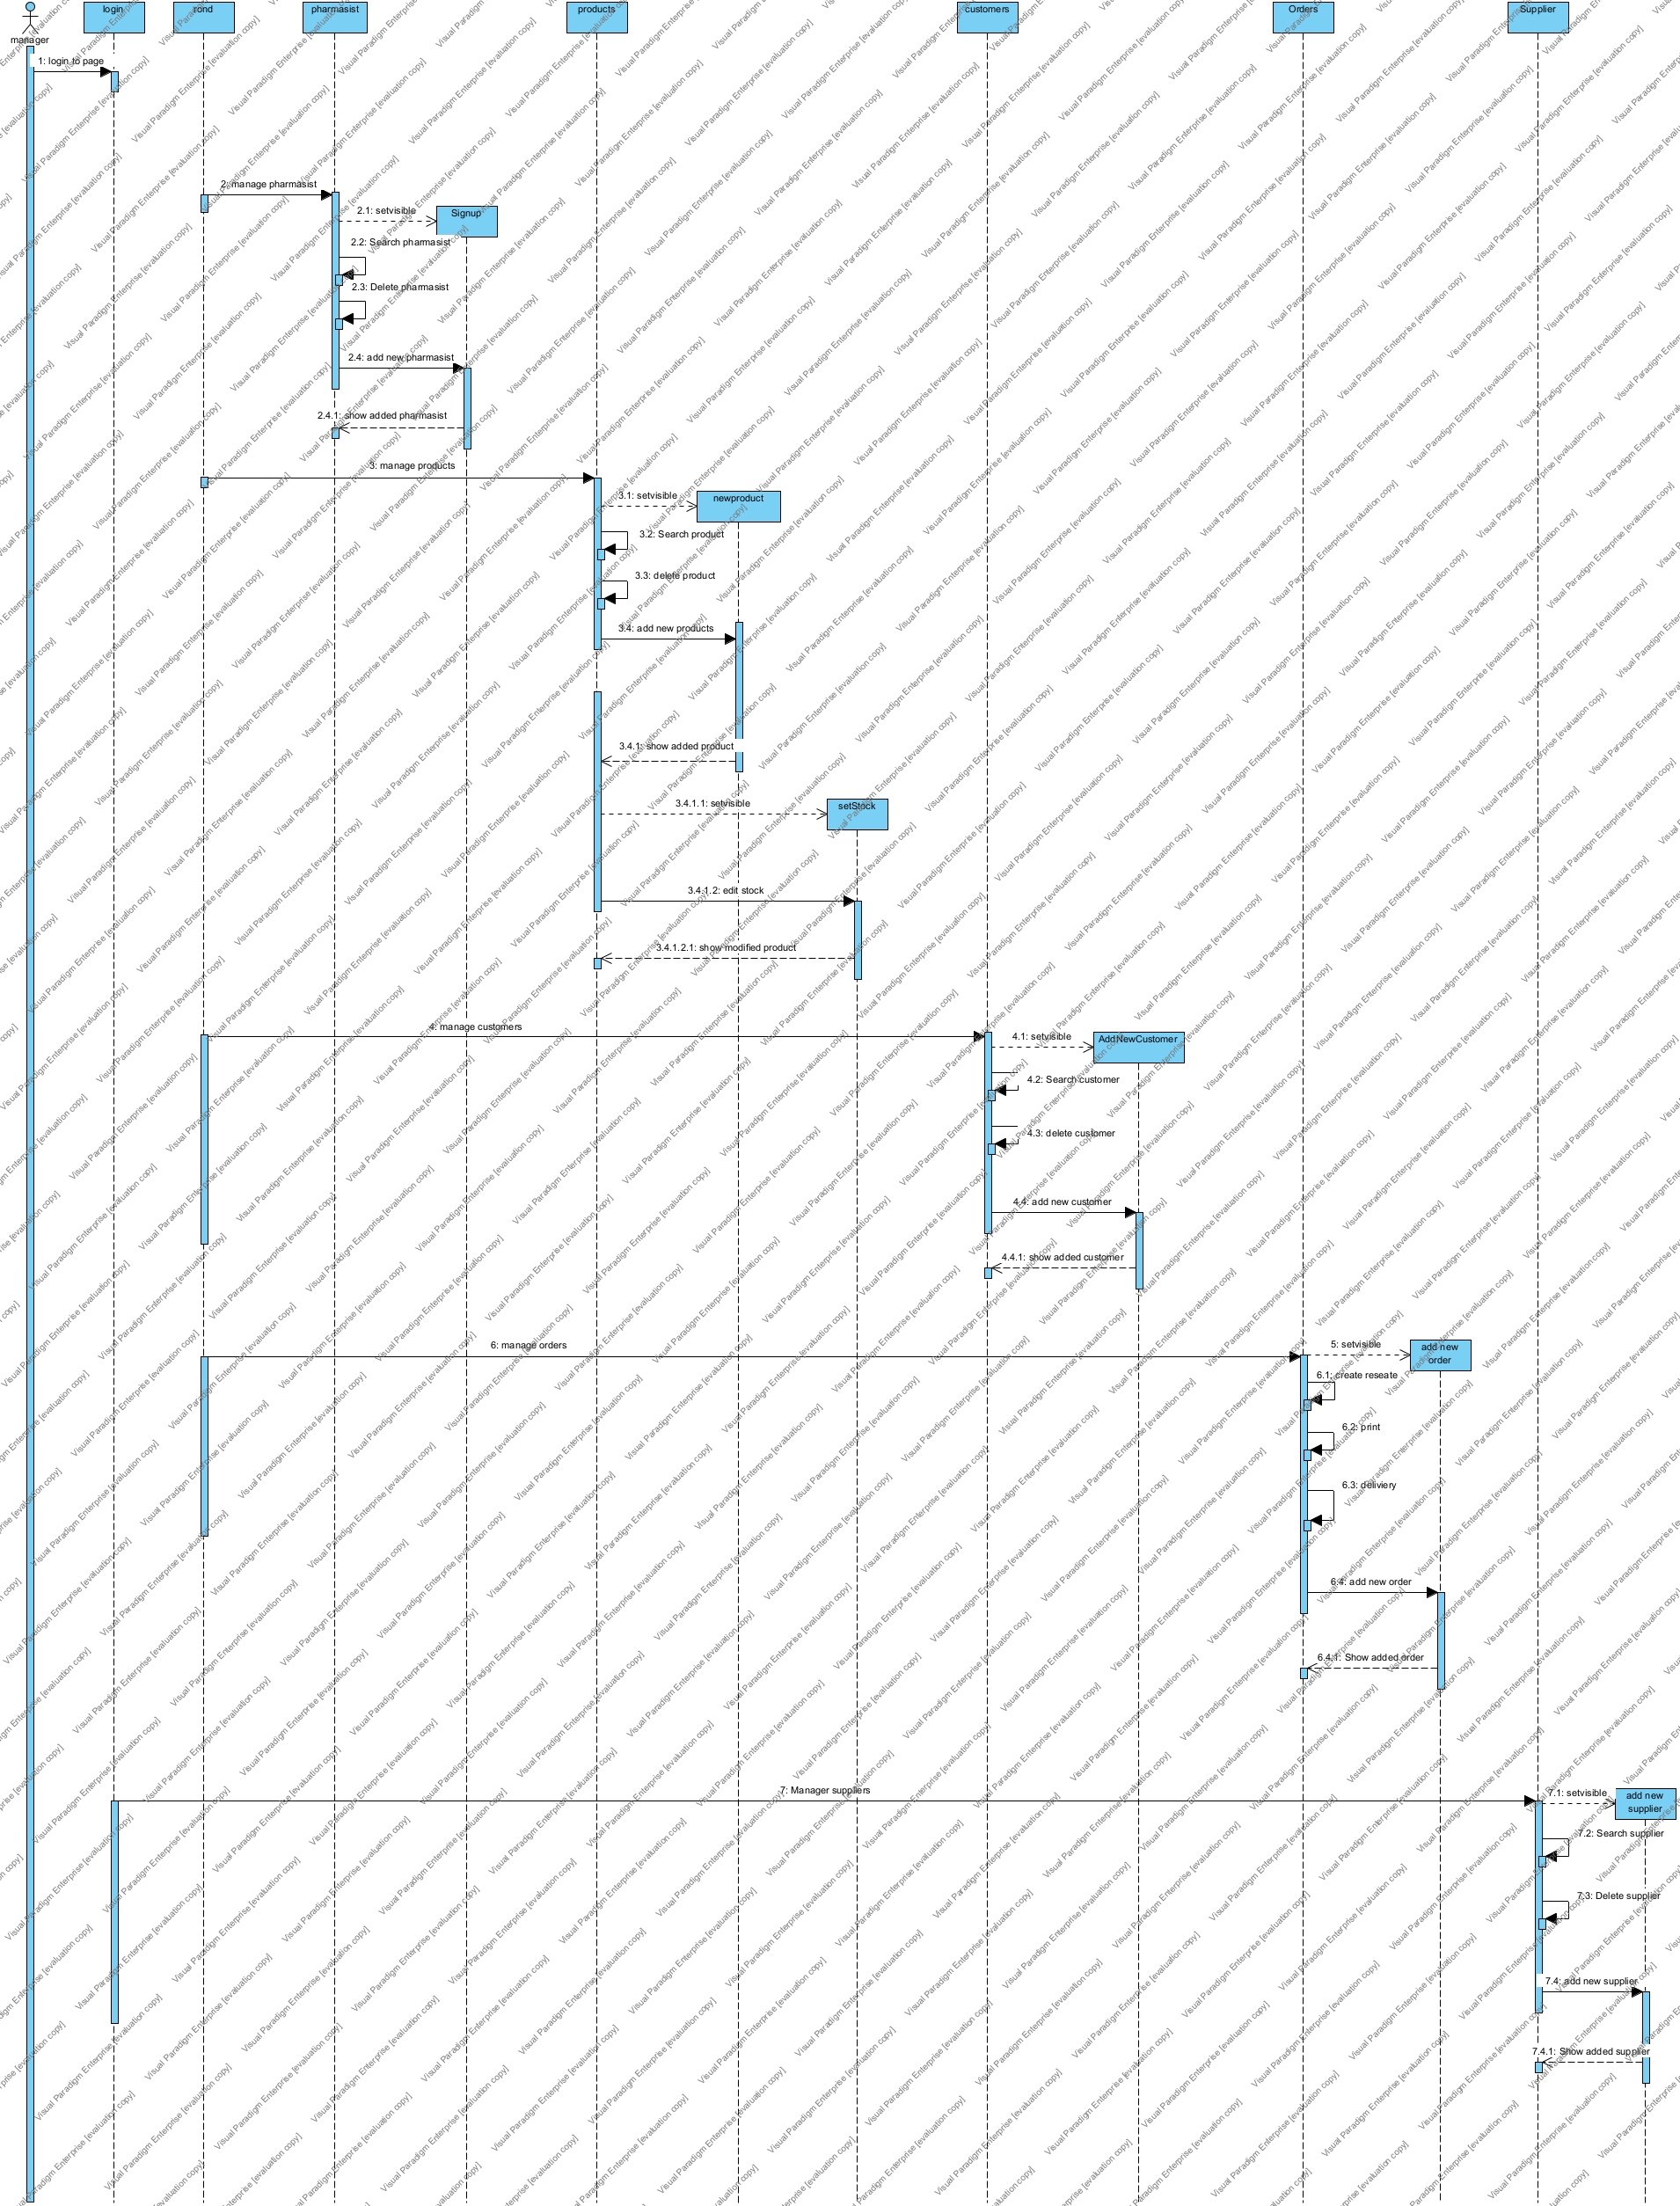 login
rond
pharmasist
products
customers
Orders
Supplier
manager
1: login to page
2: manage pharmasist
2.1: setvisible
Signup
2.2: Search pharmasist
2.3: Delete pharmasist
2.4: add new pharmasist
2.4.1: show added pharmasist
3: manage products
3.1: setvisible
newproduct
3.2: Search product
3.3: delete product
3.4: add new products
3.4.1: show added product
3.4.1.1: setvisible
setStock
3.4.1.2: edit stock
3.4.1.2.1: show modified product
4: manage customers
4.1: setvisible
AddNewCustomer
4.2: Search customer
4.3: delete customer
4.4: add new customer
4.4.1: show added customer
6: manage orders
5: setvisible
add new
order
6.1: create reseate
6.2: print
6.3: deliviery
6.4: add new order
6.4.1: Show added order
7: Manager suppliers
7.1: setvisible
add new
supplier
7.2: Search supplier
7.3: Delete supplier
7.4: add new supplier
7.4.1: Show added supplier
Visual Paradigm Enterprise [evaluation copy]